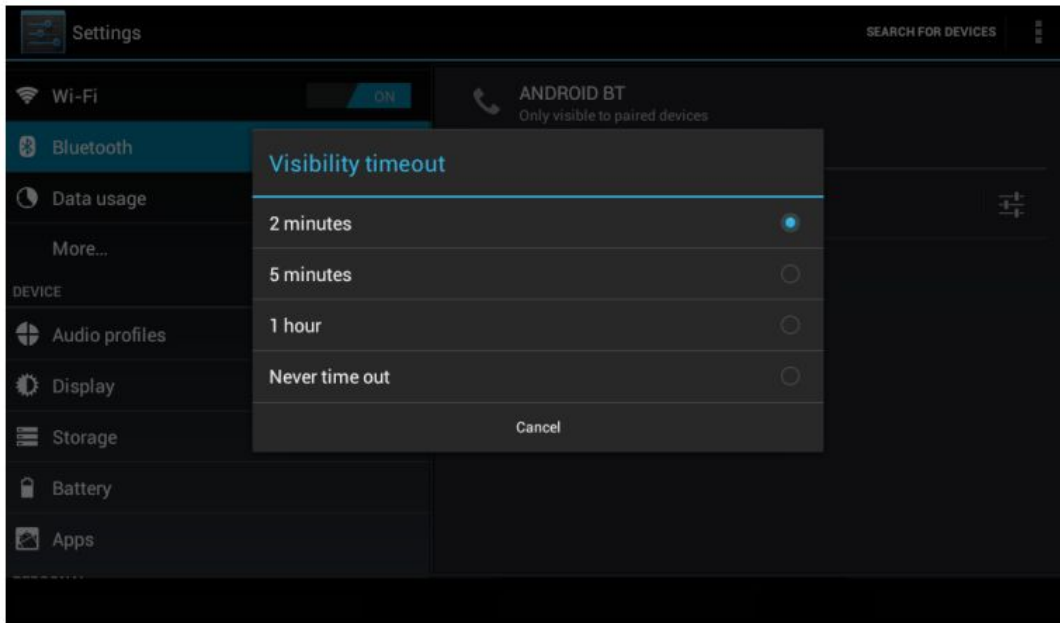 Settings
SEARCH FOR DEVICES
Wi-Fi
ON
ANDROID BT
Only visible to paired devices
Bluetooth
Visibility timeout
Data usage
2 minutes
More...
5 minutes
DEVICE
1 hour
Audio profiles
Display
Never time out
Storage
Cancel
Battery
Apps